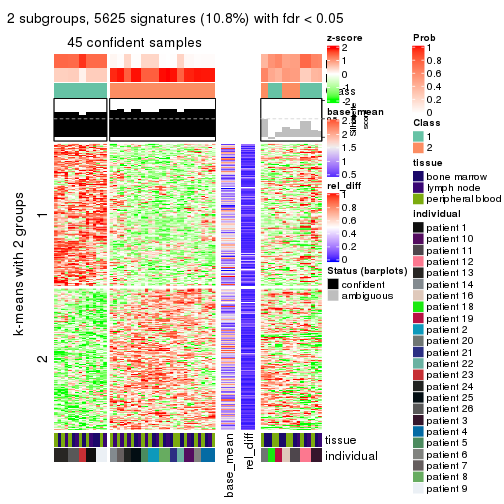 2 subgroups, 5625 signatures (10.8%) with fdr < 0.05
45 confident samples
k-means with 2 groups
1
2
base_mean
rel_diff
tissue
individual
Silhouette
score
z-score
2
1
0
-1
-2
base_mean
2.5
2
1.5
1
0.5
rel_diff
1
0.8
0.6
0.4
0.2
0
Status (barplots)
confident
ambiguous
Prob
1
0.8
0.6
0.4
0.2
0
Class
1
2
tissue
bone marrow
lymph node
peripheral blood
individual
patient 1
patient 10
patient 11
patient 12
patient 13
patient 14
patient 16
patient 18
patient 19
patient 2
patient 20
patient 21
patient 22
patient 23
patient 24
patient 25
patient 26
patient 3
patient 4
patient 5
patient 6
patient 7
patient 8
patient 9